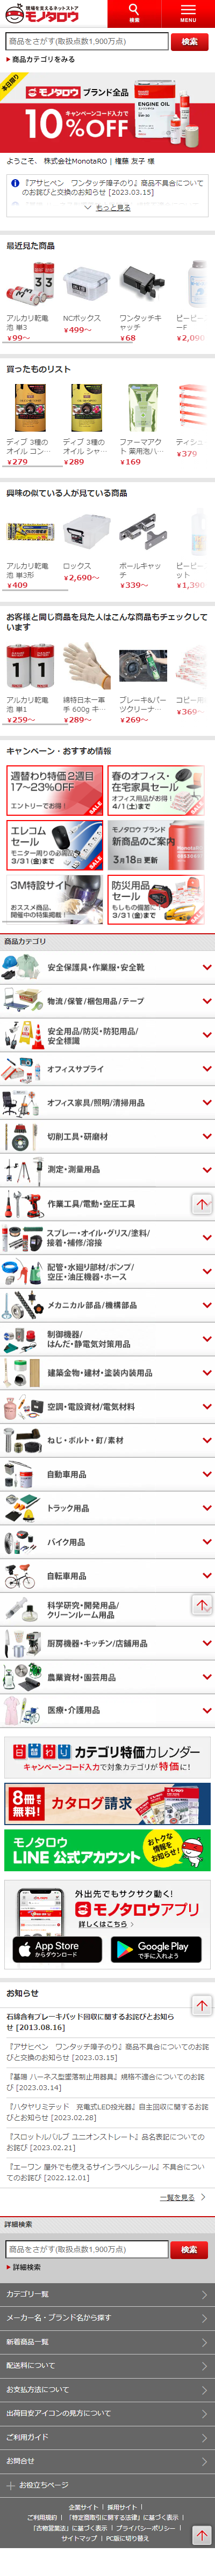 現場を支えるネットストア
モノタロウ
検索
MENU
商品をさがす(取扱点数1,900万点)
検索
商品カテゴリをみる
本日限り
モノタロウ ブランド全品
キャンペーンコード入力で
10%OFF
ENGINE OIL
ようこそ、 株式会社MonotaRO | 権藤 友子 様
『アサヒペン ワンタッチ障子のり』商品不具合についてのお詫びと交換のお知らせ [2023.03.15]
もっと見る
最近見た商品
アルカリ乾電池 単3
￥99～
NCボックス
￥499～
ワンタッチキャッチ
￥68
ピーピ
ーF
￥2,090
買ったものリスト
ディブ 3種のオイル コン…
￥279
ディブ 3種のオイル シャ…
￥289
ファーマアクト 薬用泡ハ…
￥169
ティシュ
￥379
興味の似ている人が見ている商品
アルカリ乾電池 単3形
￥409
ロックス
￥2,690～
ボールキャッチ
￥339～
ピーピ
ット
￥1,390
お客様と同じ商品を見た人はこんな商品もチェックしています
アルカリ乾電池 単1
￥259～
綿特日本一軍手 600g キ…
￥289～
ブレーキ&パーツクリーナ…
￥269～
コピー用
￥369～
キャンペーン・おすすめ情報
週替わり特価2週目
17～23%OFF
エントリーでお得！
SALE
春のオフィス・在宅家具セール
オフィス用品がお得！
4/1(土)まで
エレコムセール
モニター周りのお得品
3/31(金)まで
SALE
モノタロウブランド
新商品のご案内
3月18日 更新
3M特設サイト
おススメ商品、開催中の特集掲載！
防災用品セール
もしもの備蓄に！
3/31(金)まで
SALE
商品カテゴリ
安全保護具・作業服・安全靴
物流/保管/梱包用品/テープ
安全用品/防災・防犯用品/安全標識
オフィスサプライ
オフィス家具/照明/清掃用品
切削工具・研磨材
測定・測量用品
作業工具/電動・空圧工具
スプレー・オイル・グリス/塗料/接着・補修/溶接
配管・水廻り部材/ポンプ/空圧・油圧機器・ホース
メカニカル部品/機構部品
制御機器/はんだ・静電気対策用品
建築金物・建材・塗装内装用品
空調・電設資材/電気材料
ねじ・ボルト・釘/素材
自動車用品
トラック用品
バイク用品
自転車用品
科学研究・開発用品/クリーンルーム用品
厨房機器・キッチン/店舗用品
農業資材・園芸用品
医療・介護用品
日替わり カテゴリ特価カレンダー
キャンペーンコード入力で対象カテゴリが特価に！
8冊まで無料！ カタログ請求
モノタロウ
LINE 公式アカウント
おトクな情報をお知らせ！
外出先でもサクサク動く！
モノタロウアプリ
詳しくはこちら
App Store
からダウンロード
Google Play
で手に入れよう
お知らせ
石綿含有ブレーキパッド回収に関するお詫びとお知らせ [2013.08.16]
『アサヒペン ワンタッチ障子のり』商品不具合についてのお詫びと交換のお知らせ [2023.03.15]
『基陽 ハーネス型墜落制止用器具』規格不適合についてのお詫び [2023.03.14]
『ハタヤリミテッド 充電式LED投光器』自主回収に関するお詫びとお知らせ [2023.02.28]
『スロットルバルブ ユニオンストレート』品名表記についてのお詫び [2023.02.21]
『エーワン 屋外でも使えるサインラベルシール』不具合についてのお詫び [2022.12.01]
一覧を見る
詳細検索
商品をさがす(取扱点数1,900万点)
検索
詳細検索
カテゴリ一覧
メーカー名・ブランド名から探す
新着商品一覧
配送料について
お支払方法について
出荷目安アイコンの見方について
ご利用ガイド
お問合せ
お役立ちページ
企業サイト | 採用サイト |
ご利用規約 | 「特定商取引に関する法律」に基づく表示 |
「古物営業法」に基づく表示 | プライバシーポリシー |
サイトマップ | PC版に切り替え